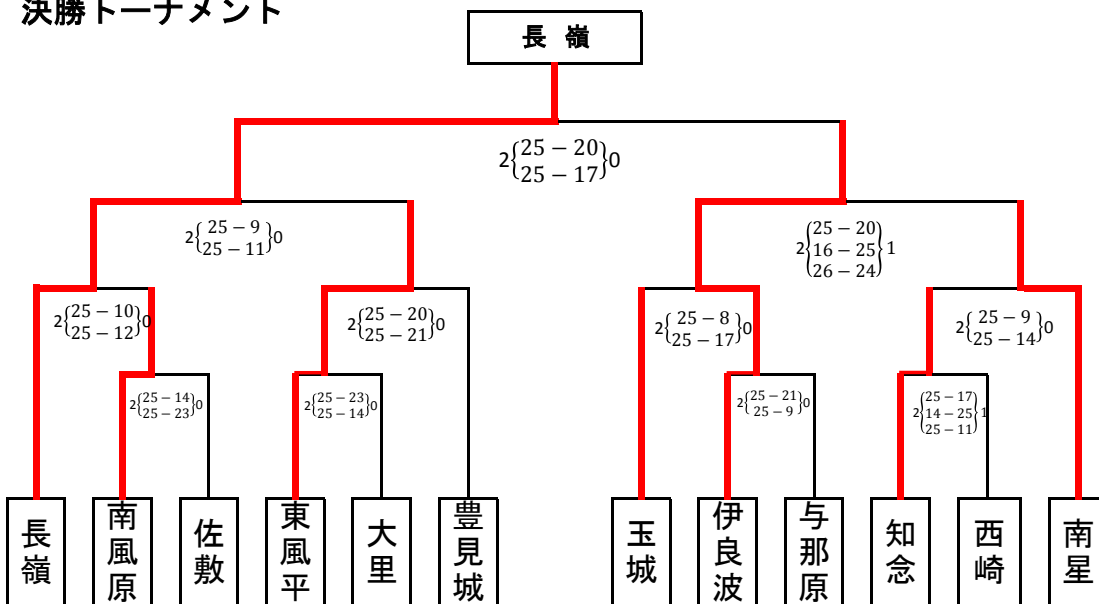 決勝トーナメント
長 嶺
2{25 − 20
25 − 17}0
2{25 − 9
25 − 11}0
2{25 − 20
16 − 25
26 − 24}1
2{25 − 10
25 − 12}0
2{25 − 20
25 − 21}0
2{25 − 8
25 − 17}0
2{25 − 9
25 − 14}0
2{25 − 14
25 − 23}0
2{25 − 23
25 − 14}0
2{25 − 21
25 − 9}0
2{25 − 17
14 − 25
25 − 11}1
長嶺
南風原
佐敷
東風平
大里
豊見城
玉城
伊良波
与那原
知念
西崎
南星